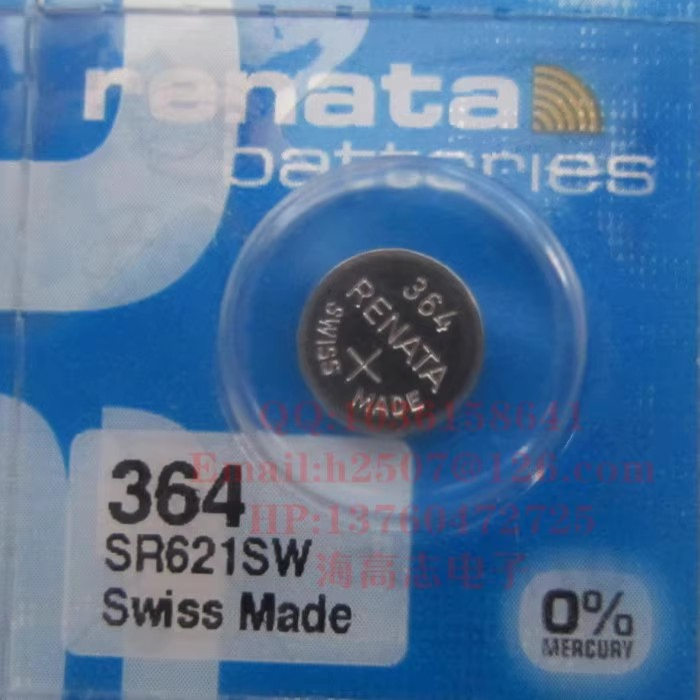 renata
batteries
364
RENATA
SWISS
+
MADE
QQ:1038158641
Email:h2507@126.com
HP:13760472725
海高志电子
364
SR621SW
Swiss Made
0%
MERCURY